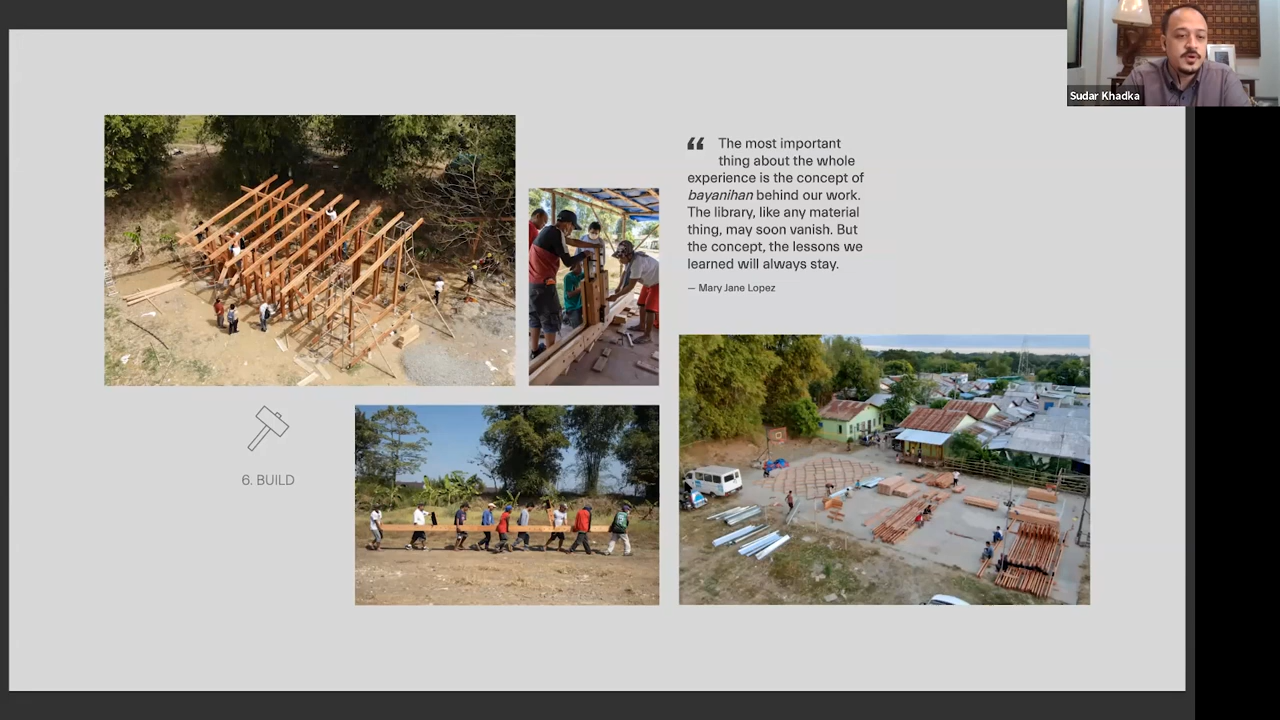 Sudar Khadka
“ The most important
thing about the whole
experience is the concept of
bayanihan behind our work.
The library, like any material
thing, may soon vanish. But
the concept, the lessons we
learned will always stay.
— Mary Jane Lopez
6. BUILD